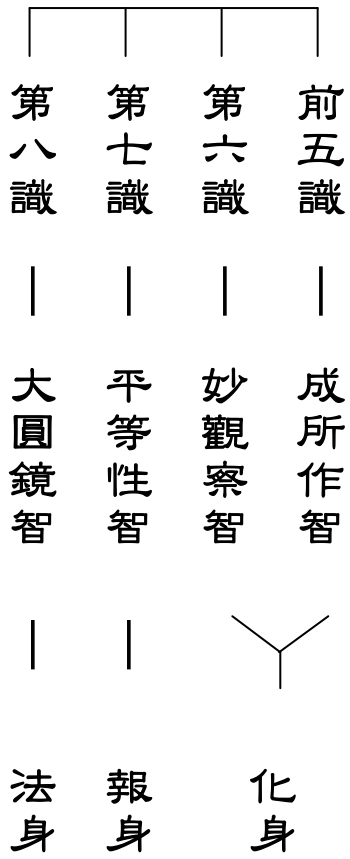 前五識
第六識
第七識
第八識
成所作智
妙觀察智
平等性智
大圓鏡智
化身
報身
法身